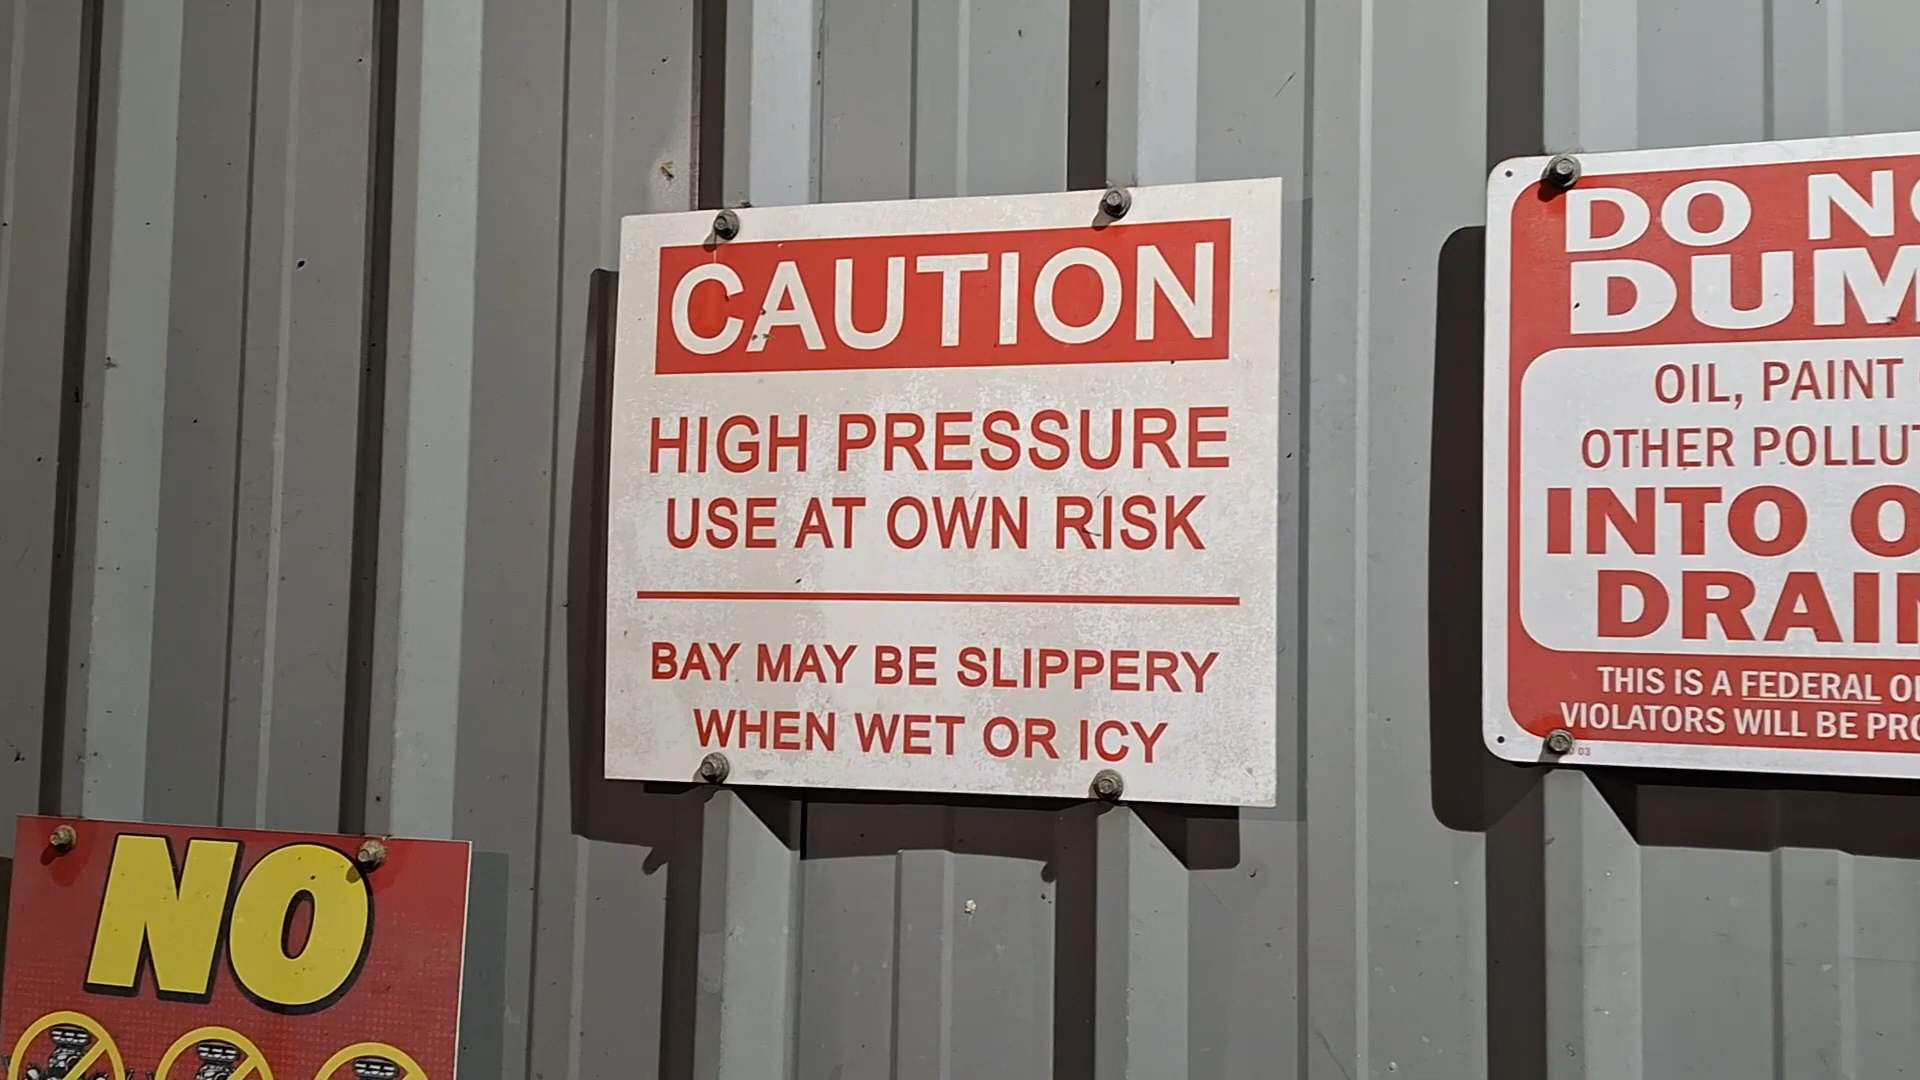 CAUTION
HIGH PRESSURE
USE AT OWN RISK
BAY MAY BE SLIPPERY
WHEN WET OR ICY
DO
DUM
OIL, PAINT
OTHER POLLUT
INTO
DRAI
THIS IS A FEDERAL
VIOLATORS WILL BE PRO
NO